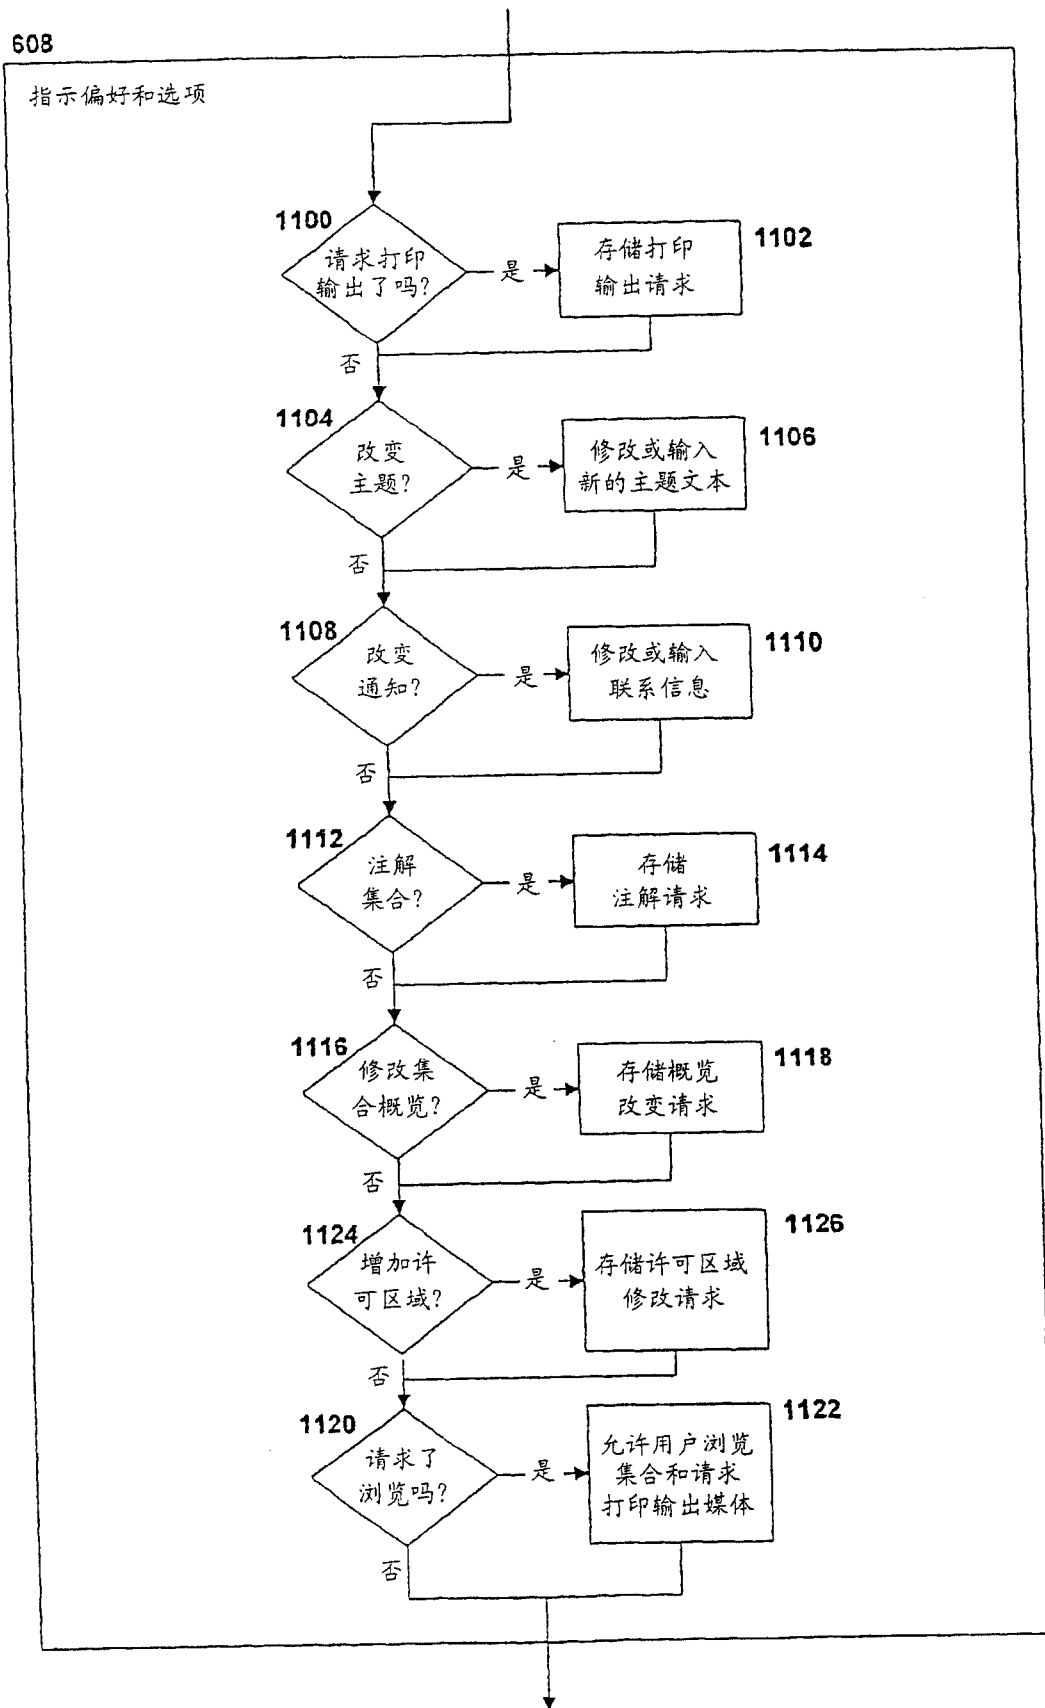 608
指示偏好和选项
1100
请求打印
输出了吗?
是
存储打印
输出请求
1102
否
1104
改变
主题?
是
修改或输入
新的主题文本
1106
否
1108
改变
通知?
是
修改或输入
联系信息
1110
否
1112
注解
集合?
是
存储
注解请求
1114
否
1116
修改集
合概览?
是
存储概览
改变请求
1118
否
1124
增加许
可区域?
是
存储许可区域
修改请求
1126
否
1120
请求了
浏览吗?
是
允许用户浏览
集合和请求
打印输出媒体
1122
否